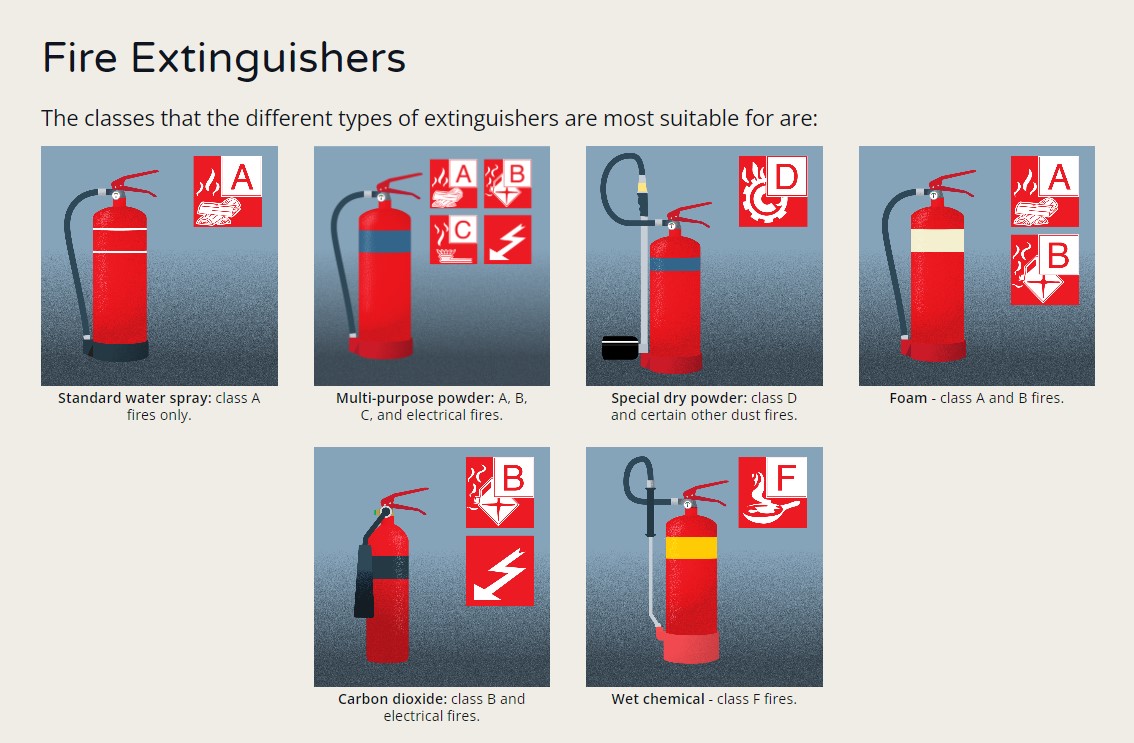 Fire Extinguishers
The classes that the different types of extinguishers are most suitable for are:
A
A
B
C
D
A
B
Standard water spray: class A
fires only.
Multi-purpose powder: A, B,
C, and electrical fires.
Special dry powder: class D
and certain other dust fires.
Foam - class A and B fires.
B
F
Carbon dioxide: class B and
electrical fires.
Wet chemical - class F fires.